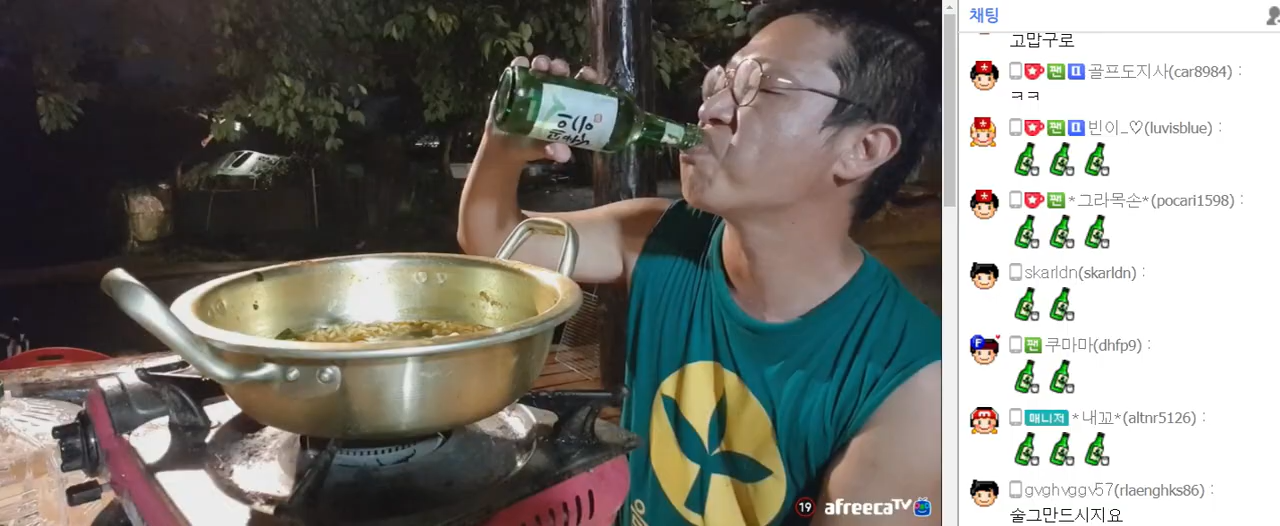 채팅
고맙구로
팬 골프도지사(car8984) :
ㅋㅋ
팬 빈이_♡(luvisblue) :
팬 *그라목손*(pocari1598) :
skarldn(skarldn) :
팬 쿠마마(dhfp9) :
매니저 *내꼬*(altnr5126) :
gvghvggv57(rlaenghks86) :
술그만드시지요
19 afreecaTV